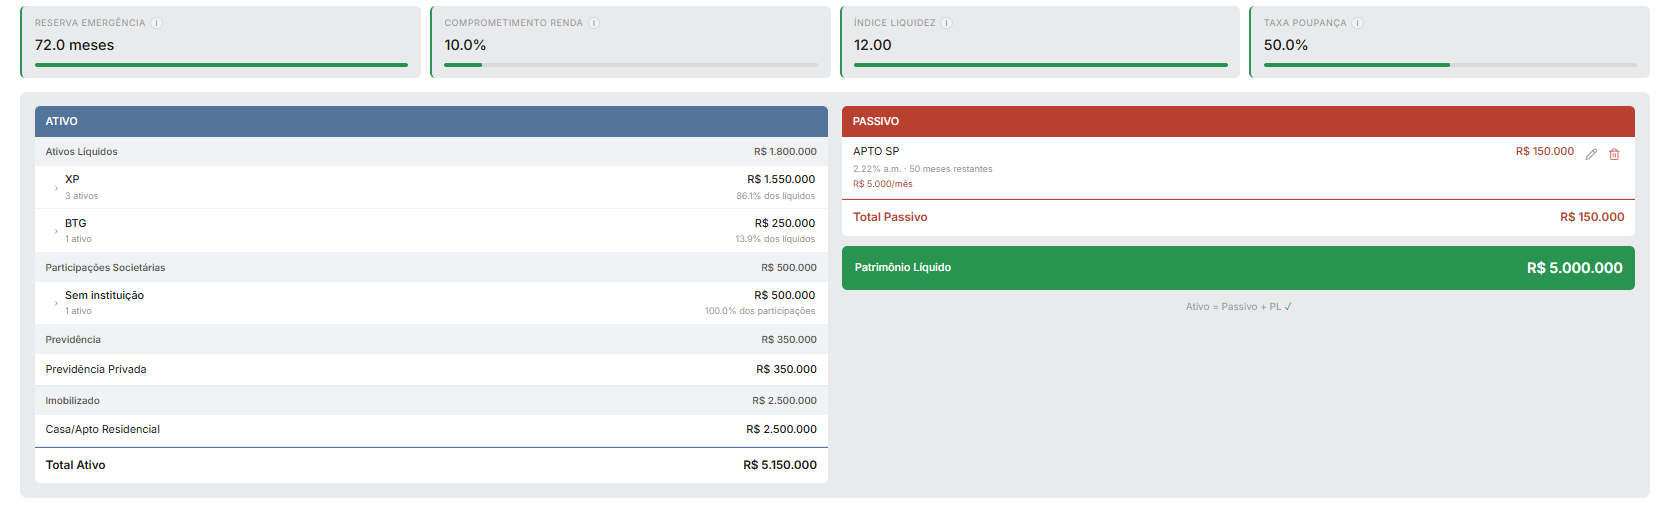 RESERVA EMERGÊNCIA i
72.0 meses
COMPROMETIMENTO RENDA i
10.0%
ÍNDICE LIQUIDEZ i
12.00
TAXA POUPANÇA i
50.0%
ATIVO
Ativos Líquidos R$ 1.800.000
XP R$ 1.550.000
3 ativos 86.1% dos líquidos
BTG R$ 250.000
1 ativo 13.9% dos líquidos
Participações Societárias R$ 500.000
Sem instituição R$ 500.000
1 ativo 100.0% dos participações
Previdência R$ 350.000
Previdência Privada R$ 350.000
Imobilizado R$ 2.500.000
Casa/Apto Residencial R$ 2.500.000
Total Ativo R$ 5.150.000
PASSIVO
APTO SP R$ 150.000
2.22% a.m. · 50 meses restantes
R$ 5.000/mês
Total Passivo R$ 150.000
Patrimônio Líquido R$ 5.000.000
Ativo = Passivo + PL ✓